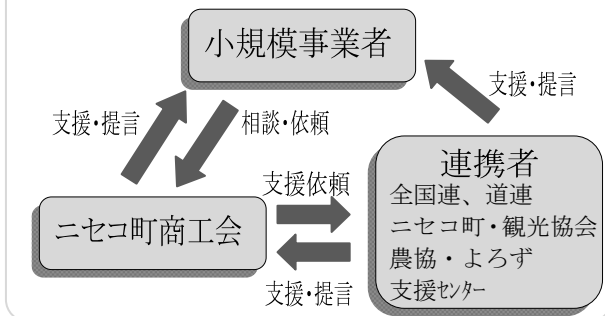 小規模事業者
支援・提言
支援・提言
相談・依頼
連携者
支援依頼
全国連、道連
ニセコ町商工会
ニセコ町・観光協会
農協・よろず
支援・提言
支援ｾﾝﾀｰ